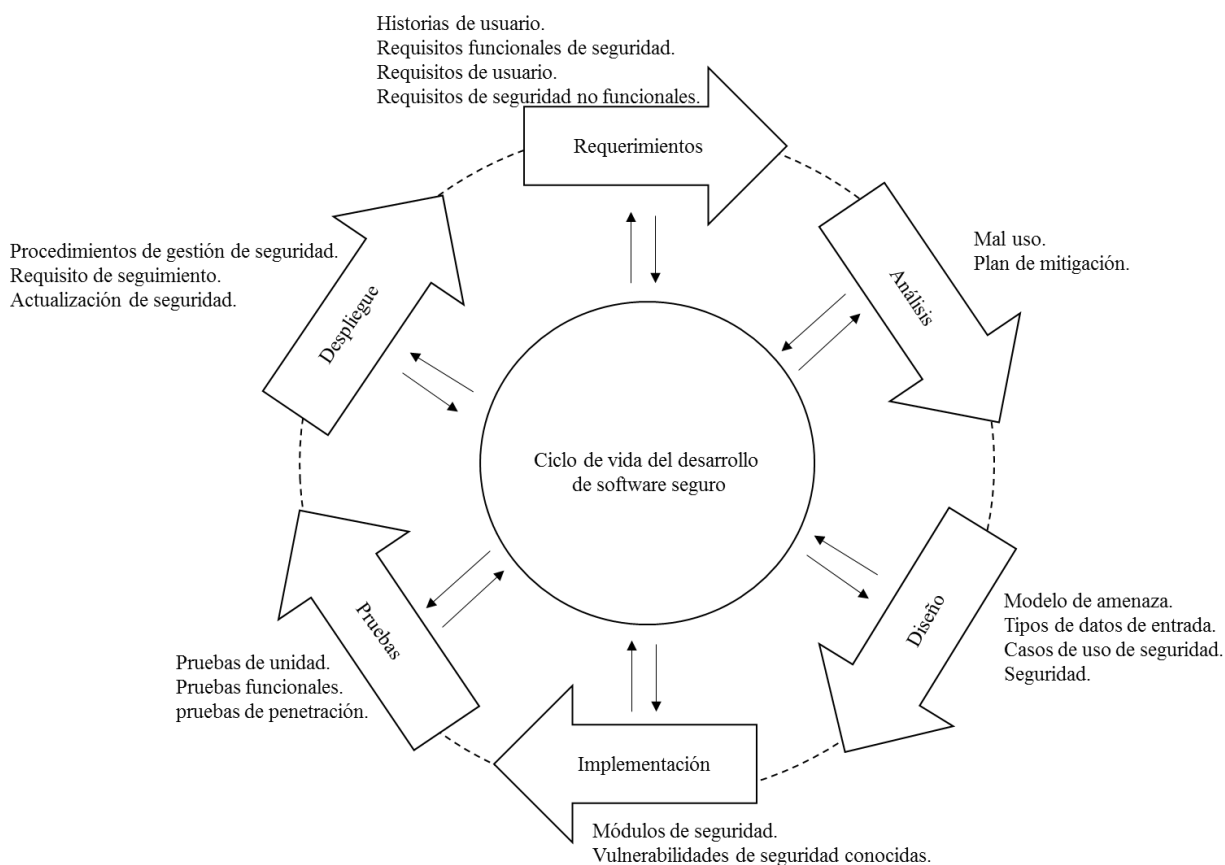 Historias de usuario.
Requisitos funcionales de seguridad.
Requisitos de usuario.
Requisitos de seguridad no funcionales.
Requerimientos
Mal uso.
Plan de mitigación.
Análisis
Procedimientos de gestión de seguridad.
Requisito de seguimiento.
Actualización de seguridad.
Despliegue
Ciclo de vida del desarrollo
de software seguro
Diseño
Modelo de amenaza.
Tipos de datos de entrada.
Casos de uso de seguridad.
Seguridad.
Pruebas
Pruebas de unidad.
Pruebas funcionales.
pruebas de penetración.
Implementación
Módulos de seguridad.
Vulnerabilidades de seguridad conocidas.